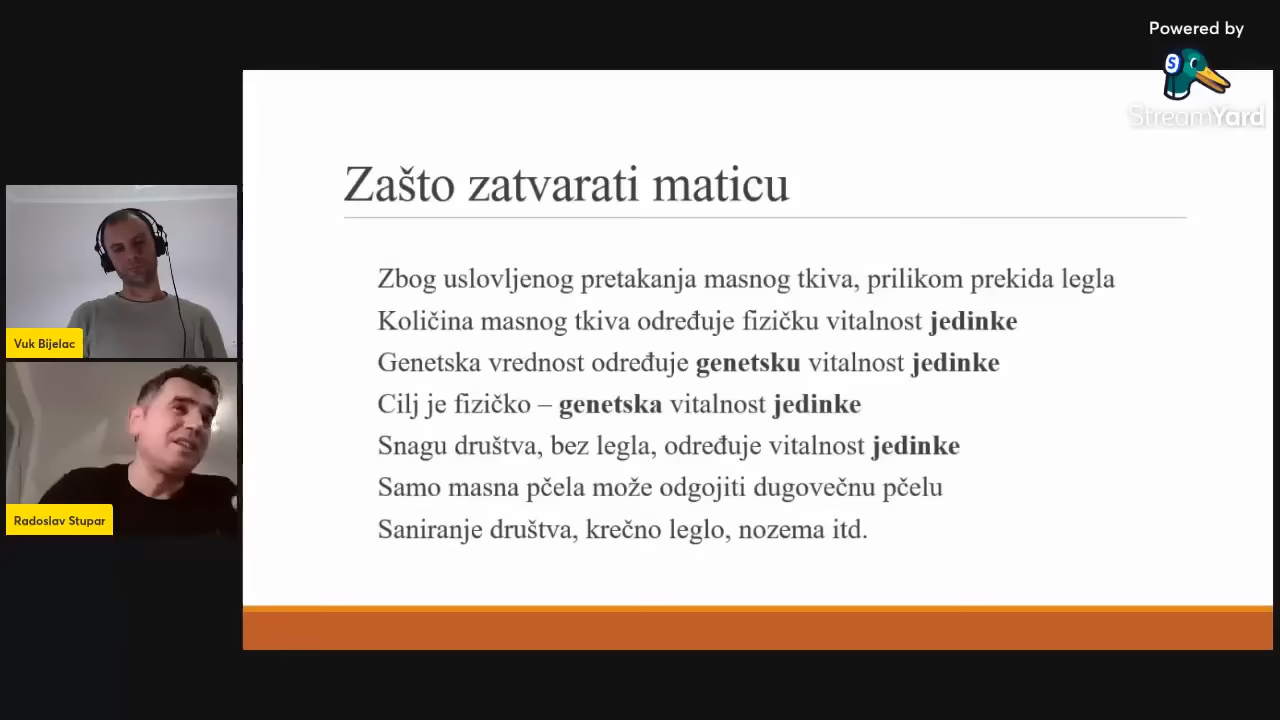 Powered by
StreamYard
Zašto zatvarati maticu
Zbog uslovljenog pretakanja masnog tkiva, prilikom prekida legla
Količina masnog tkiva određuje fizičku vitalnost jedinke
Genetska vrednost određuje genetsku vitalnost jedinke
Cilj je fizičko – genetska vitalnost jedinke
Snagu društva, bez legla, određuje vitalnost jedinke
Samo masna pčela može odgojiti dugovečnu pčelu
Saniranje društva, krečno leglo, nozema itd.
Vuk Bijelac
Radoslav Stupar